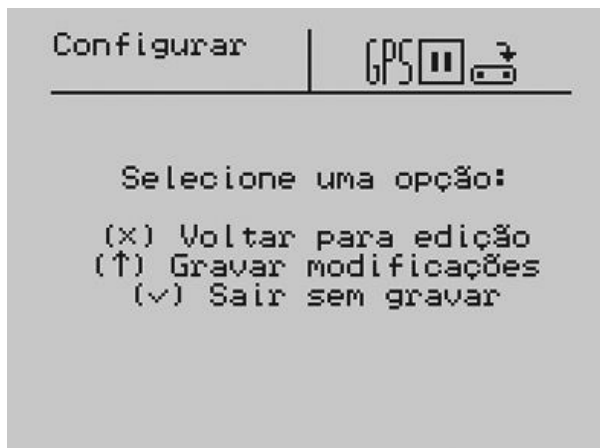 Configurar
GPS
Selecione uma opção:
(×) Voltar para edição
(↑) Gravar modificações
(✓) Sair sem gravar